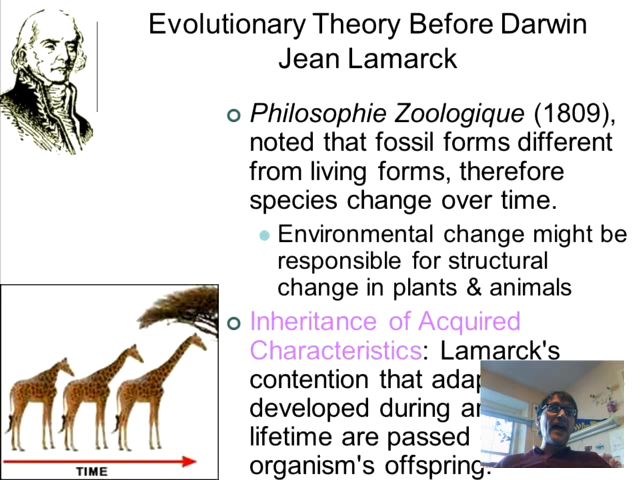 Evolutionary Theory Before Darwin
Jean Lamarck
Philosophie Zoologique (1809),
noted that fossil forms different
from living forms, therefore
species change over time.
Environmental change might be
responsible for structural
change in plants & animals
Inheritance of Acquired
Characteristics: Lamarck's
contention that
developed during
lifetime are passed
organism's offspring.
TIME